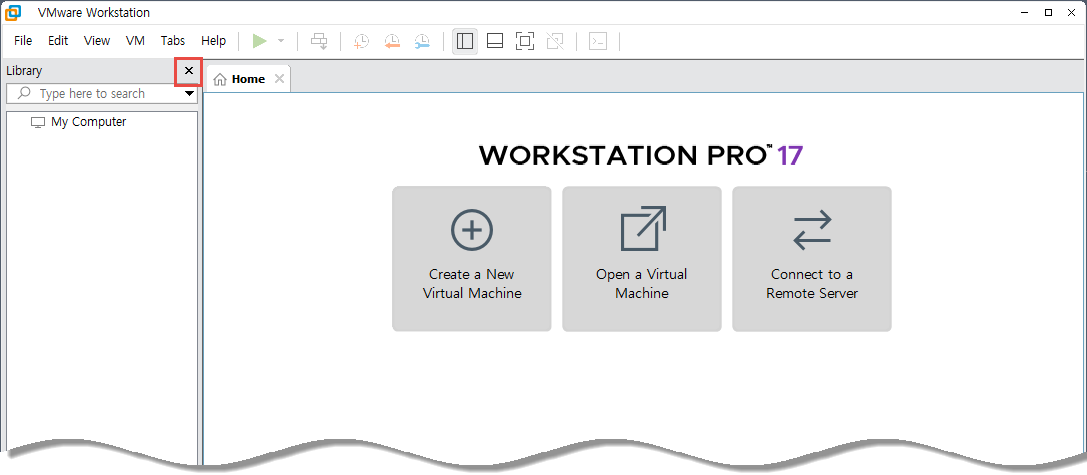 VMware Workstation
File Edit View VM Tabs Help
Library
Home
Type here to search
My Computer
WORKSTATION PRO™ 17
Create a New
Virtual Machine
Open a Virtual
Machine
Connect to a
Remote Server